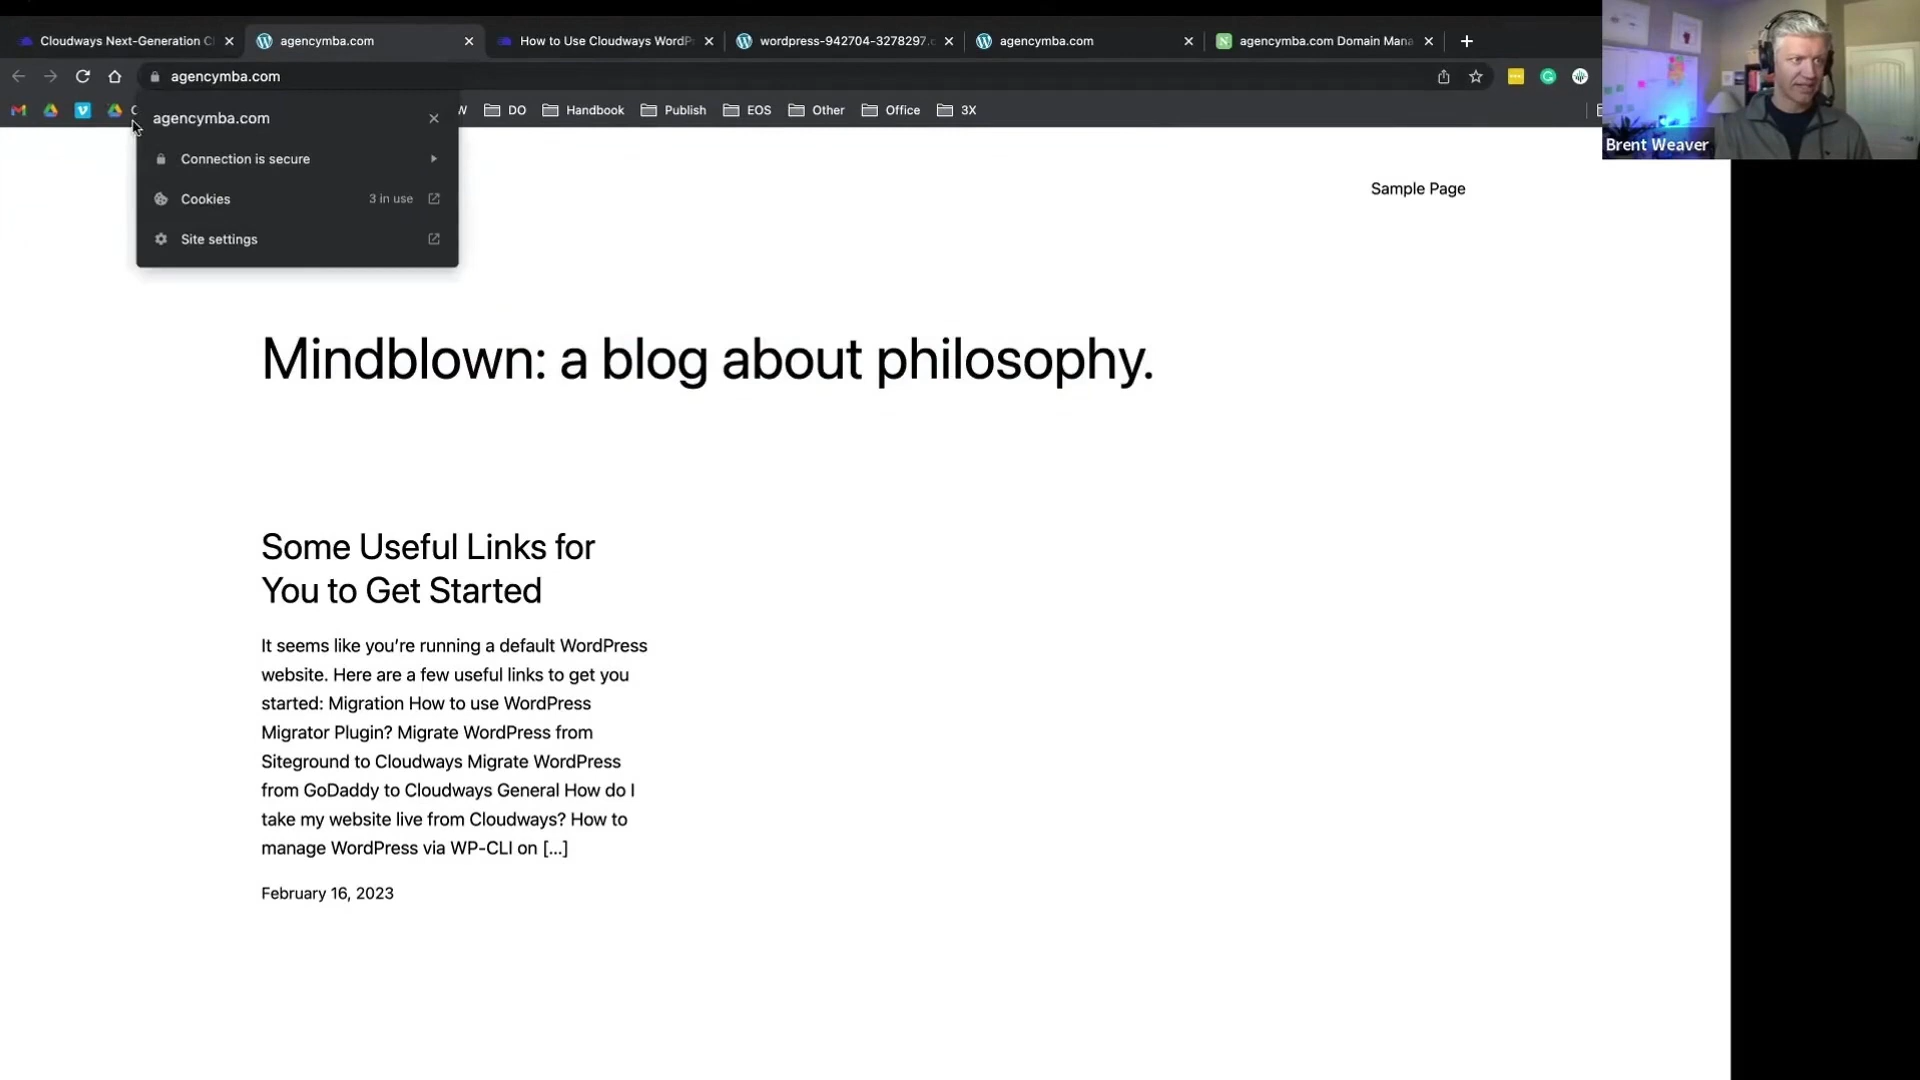 Cloudways Next-Generation C
agencymba.com
How to Use Cloudways WordP
wordpress-942704-3278297.c
agencymba.com
agencymba.com Domain Mana
agencymba.com
W
DO
Handbook
Publish
EOS
Other
Office
3X
agencymba.com
Connection is secure
Cookies
3 in use
Site settings
Brent Weaver
Sample Page
Mindblown: a blog about philosophy.
Some Useful Links for
You to Get Started
It seems like you’re running a default WordPress
website. Here are a few useful links to get you
started: Migration How to use WordPress
Migrator Plugin? Migrate WordPress from
Siteground to Cloudways Migrate WordPress
from GoDaddy to Cloudways General How do I
take my website live from Cloudways? How to
manage WordPress via WP-CLI on […]
February 16, 2023